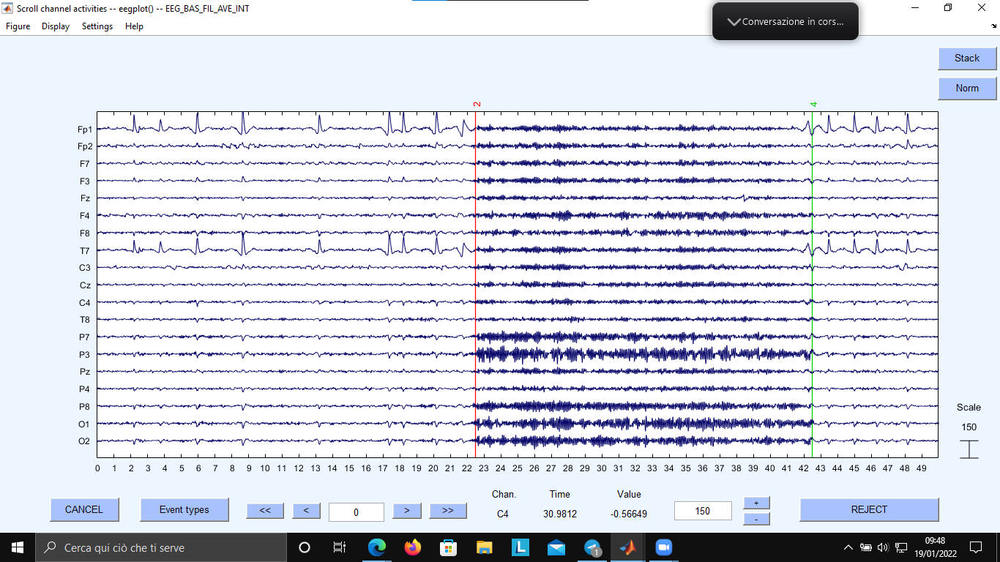 Scroll channel activities -- eegplot() -- EEG_BAS_FIL_AVE_INT
Conversazione in cors...
Figure Display Settings Help
Stack
Norm
2 4
Fp1
Fp2
F7
F3
Fz
F4
F8
T7
C3
Cz
C4
T8
P7
P3
Pz
P4
P8
O1
O2
Scale
150
0 1 2 3 4 5 6 7 8 9 10 11 12 13 14 15 16 17 18 19 20 21 22 23 24 25 26 27 28 29 30 31 32 33 34 35 36 37 38 39 40 41 42 43 44 45 46 47 48 49
Chan. Time Value
CANCEL Event types << < 0 > >> C4 30.9812 -0.56649 150 + - REJECT
Cerca qui ciò che ti serve
L
1
09:48
19/01/2022